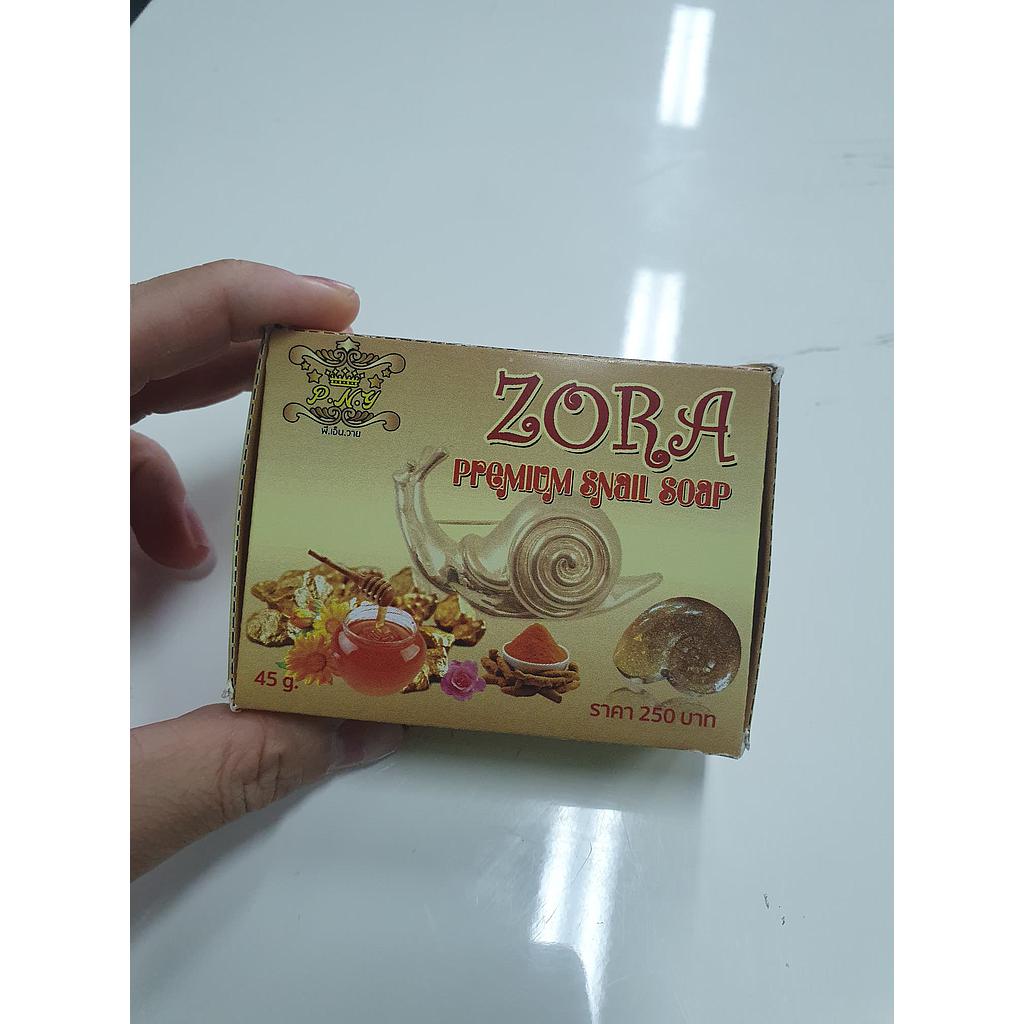 P.N.Y
พี.เอ็น.วาย
ZORA
PREMIUM SNAIL SOAP
45 g.
ราคา 250 บาท